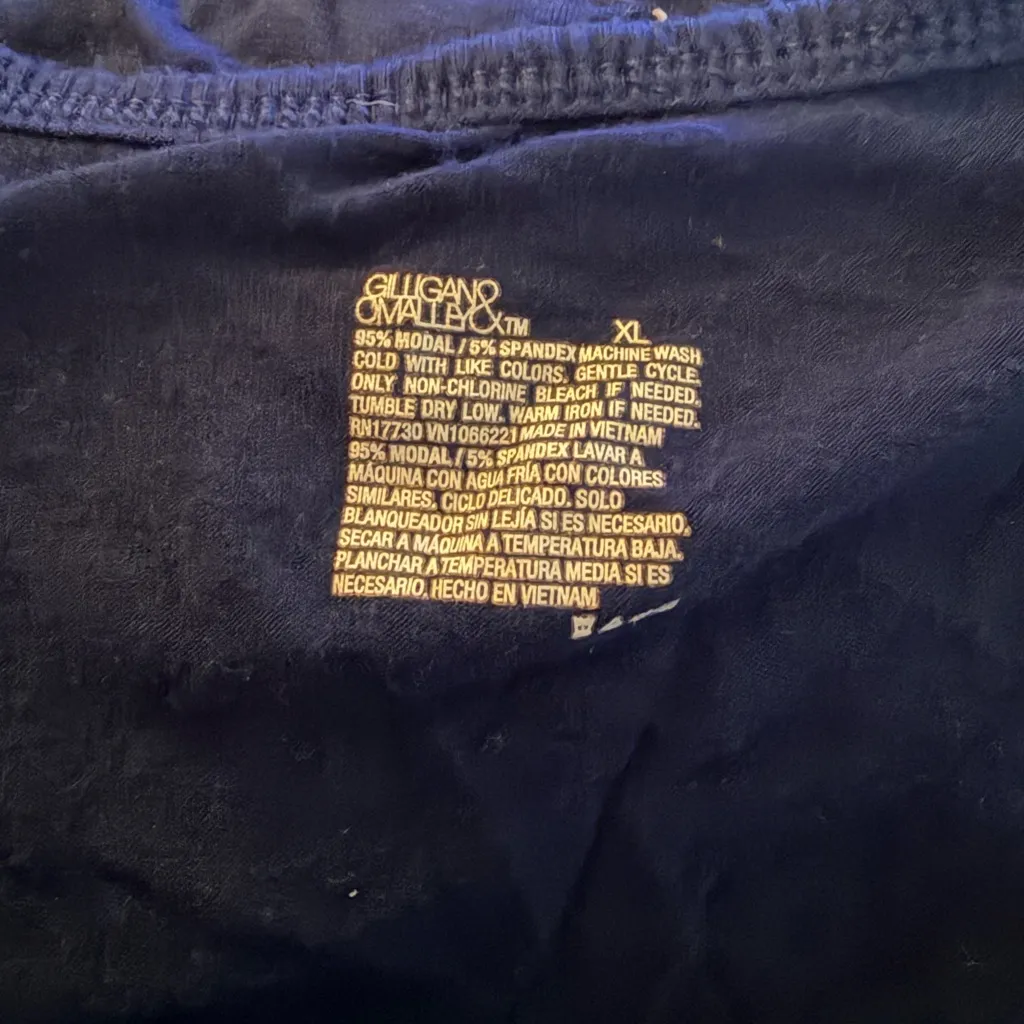 GILLIGAN &
O'MALLEY TM XL
95% MODAL / 5% SPANDEX MACHINE WASH
COLD WITH LIKE COLORS. GENTLE CYCLE.
ONLY NON-CHLORINE BLEACH IF NEEDED.
TUMBLE DRY LOW. WARM IRON IF NEEDED.
RN17730 VN1066221 MADE IN VIETNAM
95% MODAL / 5% SPANDEX LAVAR A
MÁQUINA CON AGUA FRÍA CON COLORES
SIMILARES. CICLO DELICADO. SOLO
BLANQUEADOR SIN LEJÍA SI ES NECESARIO.
SECAR A MÁQUINA A TEMPERATURA BAJA.
PLANCHAR A TEMPERATURA MEDIA SI ES
NECESARIO. HECHO EN VIETNAM